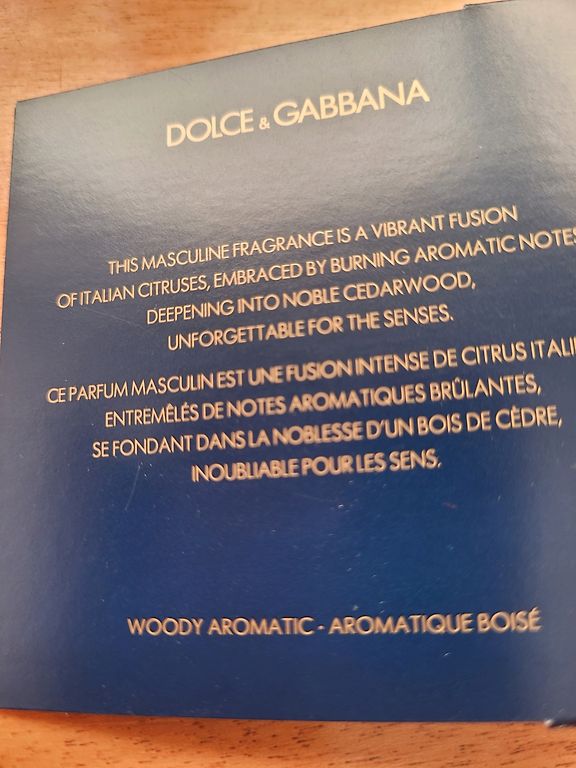 DOLCE & GABBANA
THIS MASCULINE FRAGRANCE IS A VIBRANT FUSION
OF ITALIAN CITRUSES, EMBRACED BY BURNING AROMATIC NOTES
DEEPENING INTO NOBLE CEDARWOOD,
UNFORGETTABLE FOR THE SENSES.
CE PARFUM MASCULIN EST UNE FUSION INTENSE DE CITRUS
ENTREMÊLÉS DE NOTES AROMATIQUES BRÛLANTES,
SE FONDANT DANS LA NOBLESSE D'UN BOIS DE CÈDRE,
INOUBLIABLE POUR LES SENS.
WOODY AROMATIC - AROMATIQUE BOISÉ